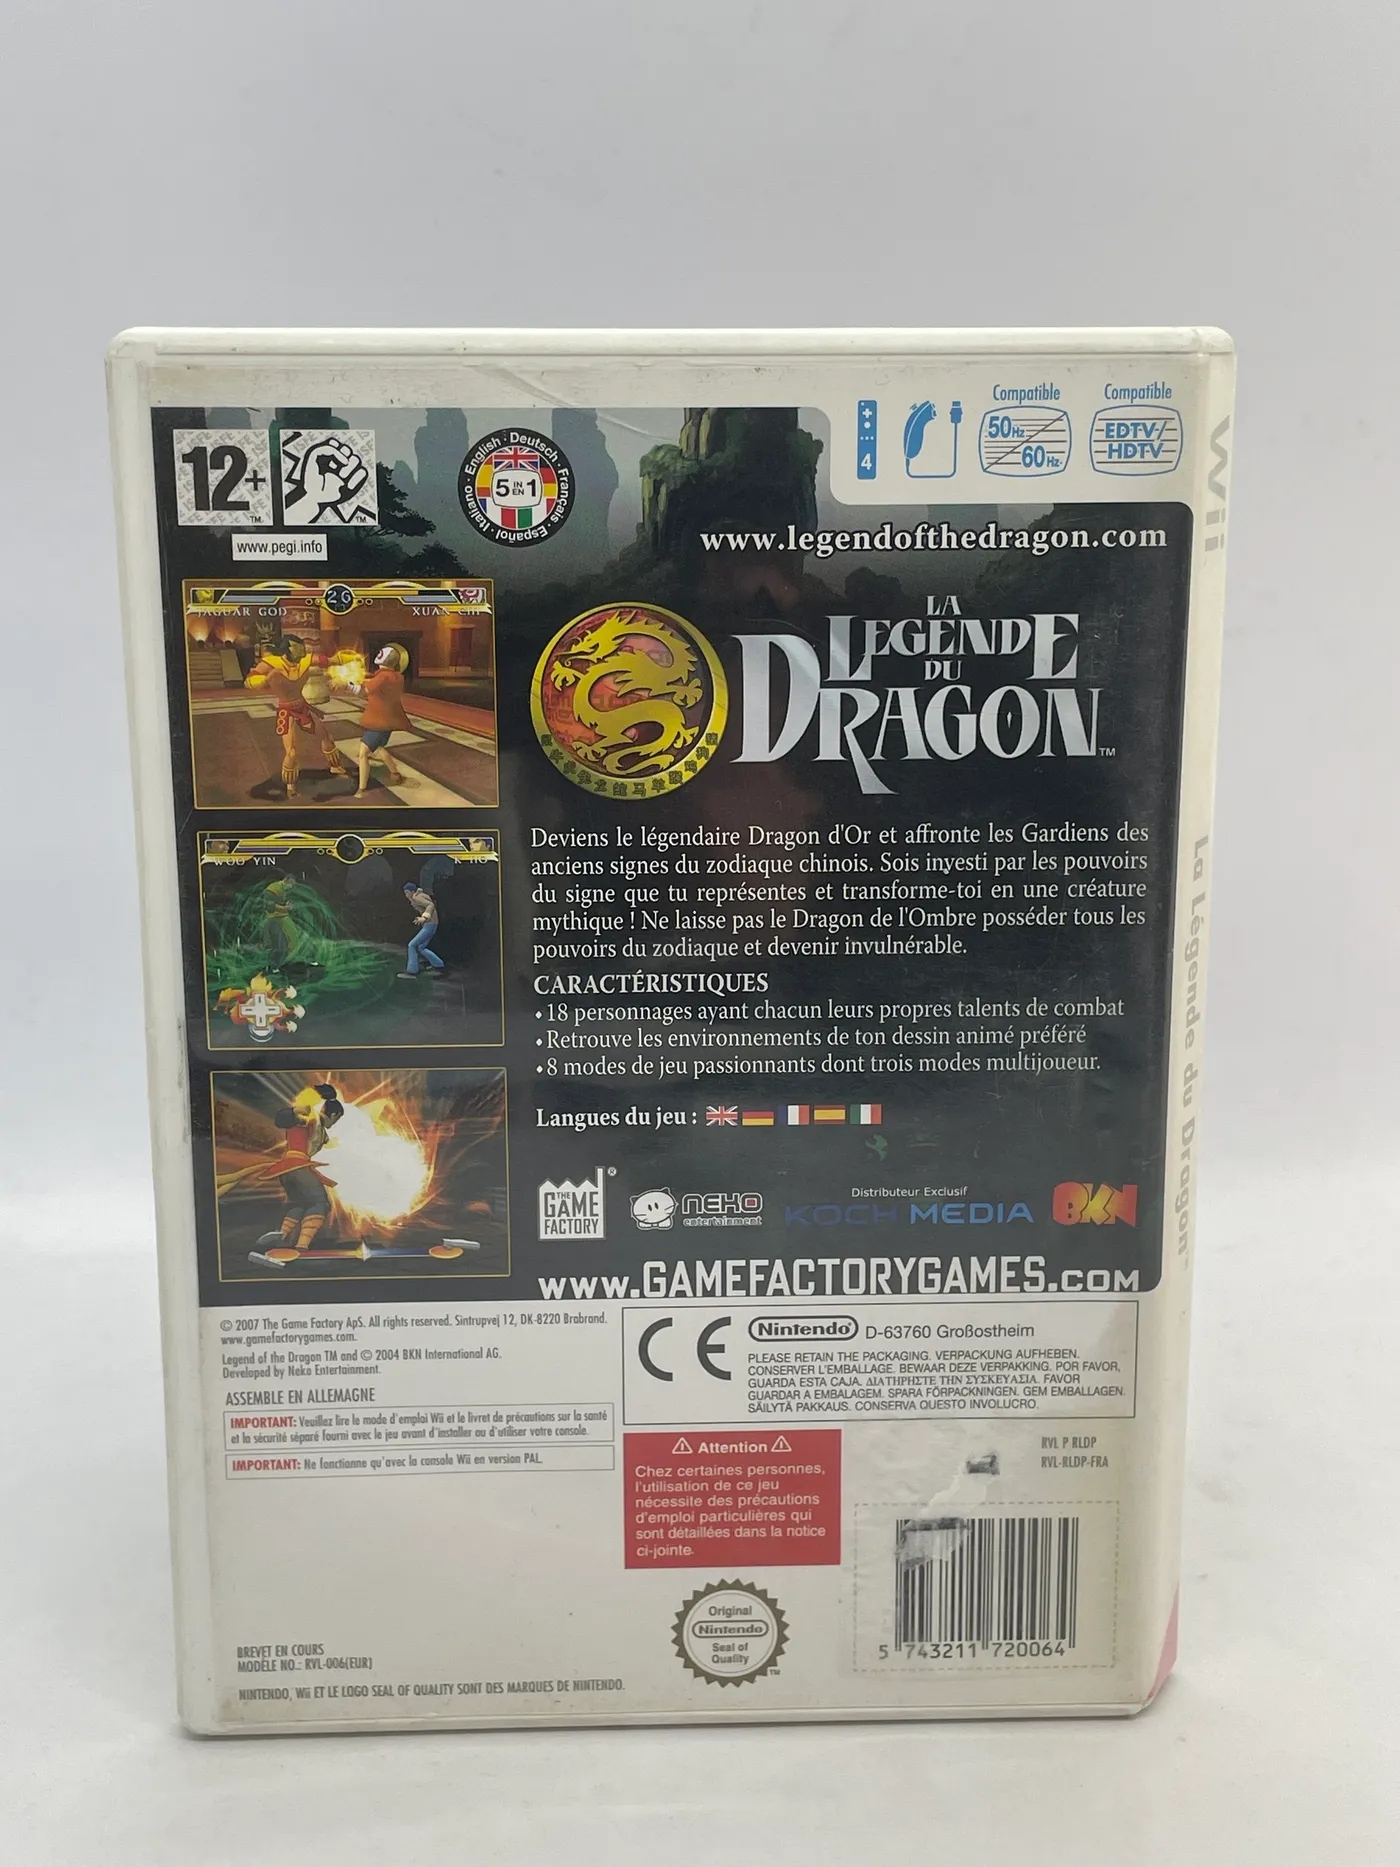 Compatible
Compatible
12+
TM
TM
www.pegi.info
English · Deutsch · Français · Español · Italiano
5 IN EN 1
4
50Hz
60Hz
EDTV/
HDTV
Wii
www.legendofthedragon.com
JAGUAR GOD
26
XUAN CHI
LA
LEGENDE
DU
DRAGON™
WOO YIN
Deviens le légendaire Dragon d'Or et affronte les Gardiens des
anciens signes du zodiaque chinois. Sois investi par les pouvoirs
du signe que tu représentes et transforme-toi en une créature
mythique ! Ne laisse pas le Dragon de l'Ombre posséder tous les
pouvoirs du zodiaque et devenir invulnérable.
CARACTÉRISTIQUES
• 18 personnages ayant chacun leurs propres talents de combat
• Retrouve les environnements de ton dessin animé préféré
• 8 modes de jeu passionnants dont trois modes multijoueur.
Langues du jeu :
La Légende du Dragon™
THE
GAME
FACTORY
®
NEKO
entertainment
Distributeur Exclusif
KOCH MEDIA
BKN
WWW.GAMEFACTORYGAMES.COM
© 2007 The Game Factory ApS. All rights reserved. Sintrupvej 12, DK-8220 Brabrand.
www.gamefactorygames.com.
Legend of the Dragon TM and © 2004 BKN International AG.
Developed by Neko Entertainment.
ASSEMBLE EN ALLEMAGNE
IMPORTANT: Veuillez lire le mode d'emploi Wii et le livret de précautions sur la santé
et la sécurité séparé fourni avec le jeu avant d'installer ou d'utiliser votre console.
IMPORTANT: Ne fonctionne qu'avec la console Wii en version PAL.
CE
Nintendo® D-63760 Großostheim
PLEASE RETAIN THE PACKAGING. VERPACKUNG AUFHEBEN.
CONSERVER L'EMBALLAGE. BEWAAR DEZE VERPAKKING. POR FAVOR,
GUARDA ESTA CAJA. ΔΙΑΤΗΡΗΣΤΕ ΤΗΝ ΣΥΣΚΕΥΑΣΙΑ. FAVOR
GUARDAR A EMBALAGEM. SPARA FÖRPACKNINGEN. GEM EMBALLAGEN.
SÄILYTÄ PAKKAUS. CONSERVA QUESTO INVOLUCRO.
Attention
Chez certaines personnes,
l'utilisation de ce jeu
nécessite des précautions
d'emploi particulières qui
sont détaillées dans la notice
ci-jointe.
RVL P RLDP
RVL-RLDP-FRA
Original
Nintendo
Seal of
Quality
TM
5 743211 720064
BREVET EN COURS
MODÈLE NO.: RVL-006(EUR)
NINTENDO, Wii ET LE LOGO SEAL OF QUALITY SONT DES MARQUES DE NINTENDO.